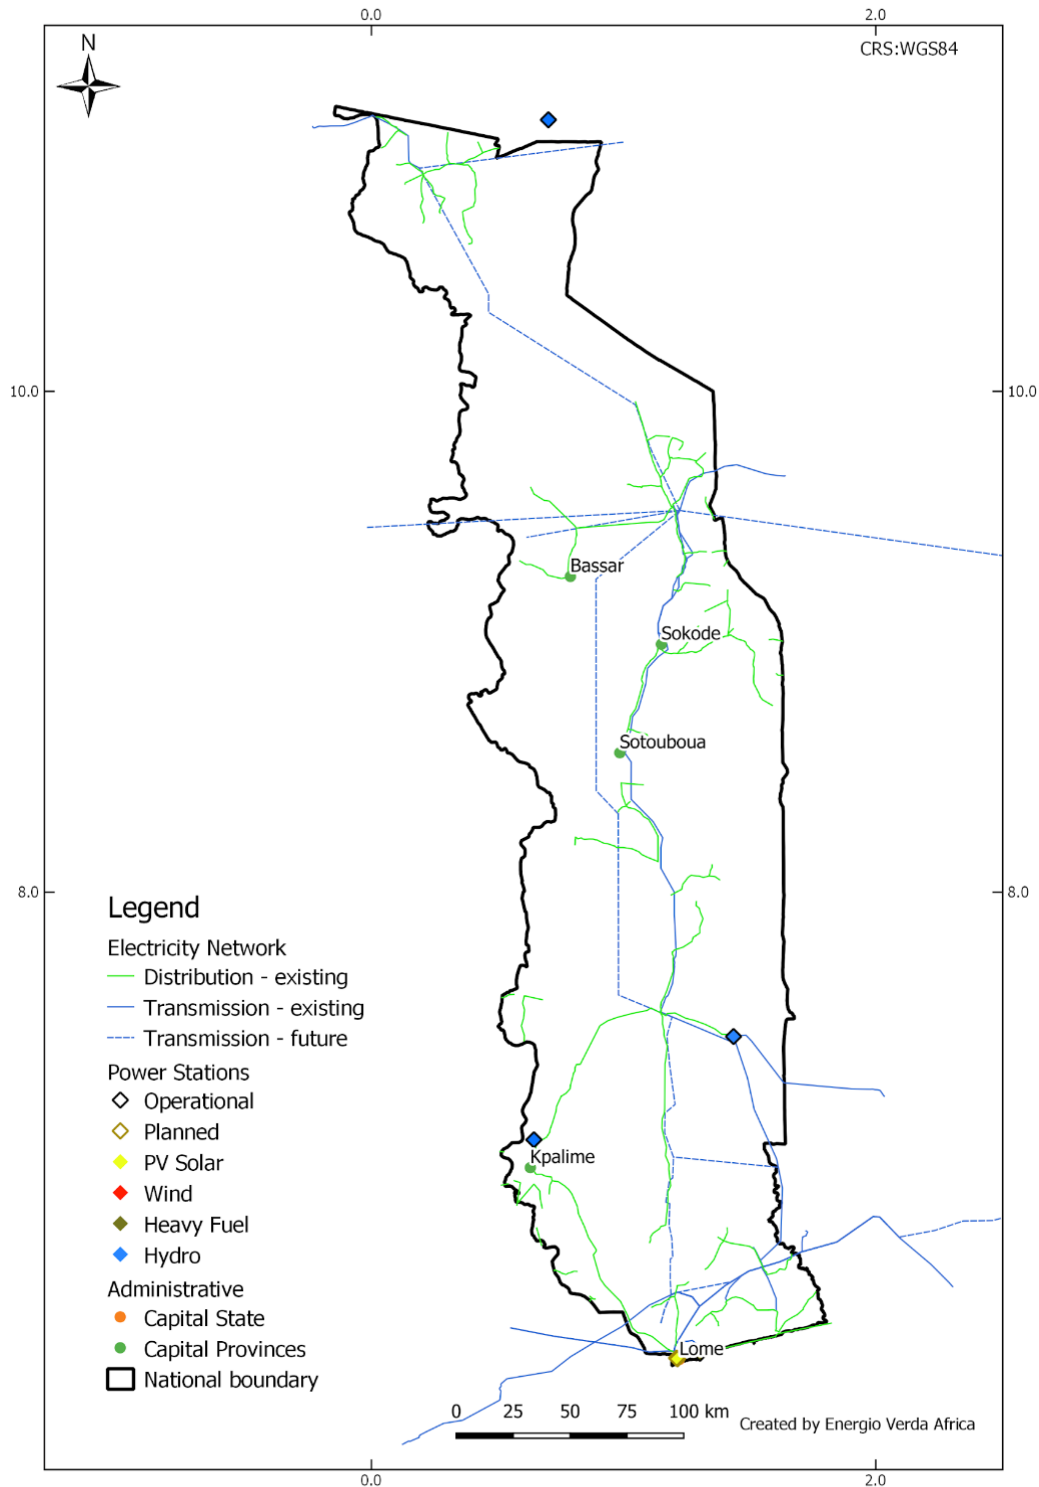 0.0
2.0
CRS:WGS84
N
10.0
10.0
Bassar
Sokode
Sotouboua
8.0
8.0
Legend
Electricity Network
Distribution - existing
Transmission - existing
Transmission - future
Power Stations
Operational
Planned
PV Solar
Wind
Heavy Fuel
Hydro
Administrative
Capital State
Capital Provinces
National boundary
Kpalime
Lome
0 25 50 75 100 km
Created by Energio Verda Africa
0.0
2.0